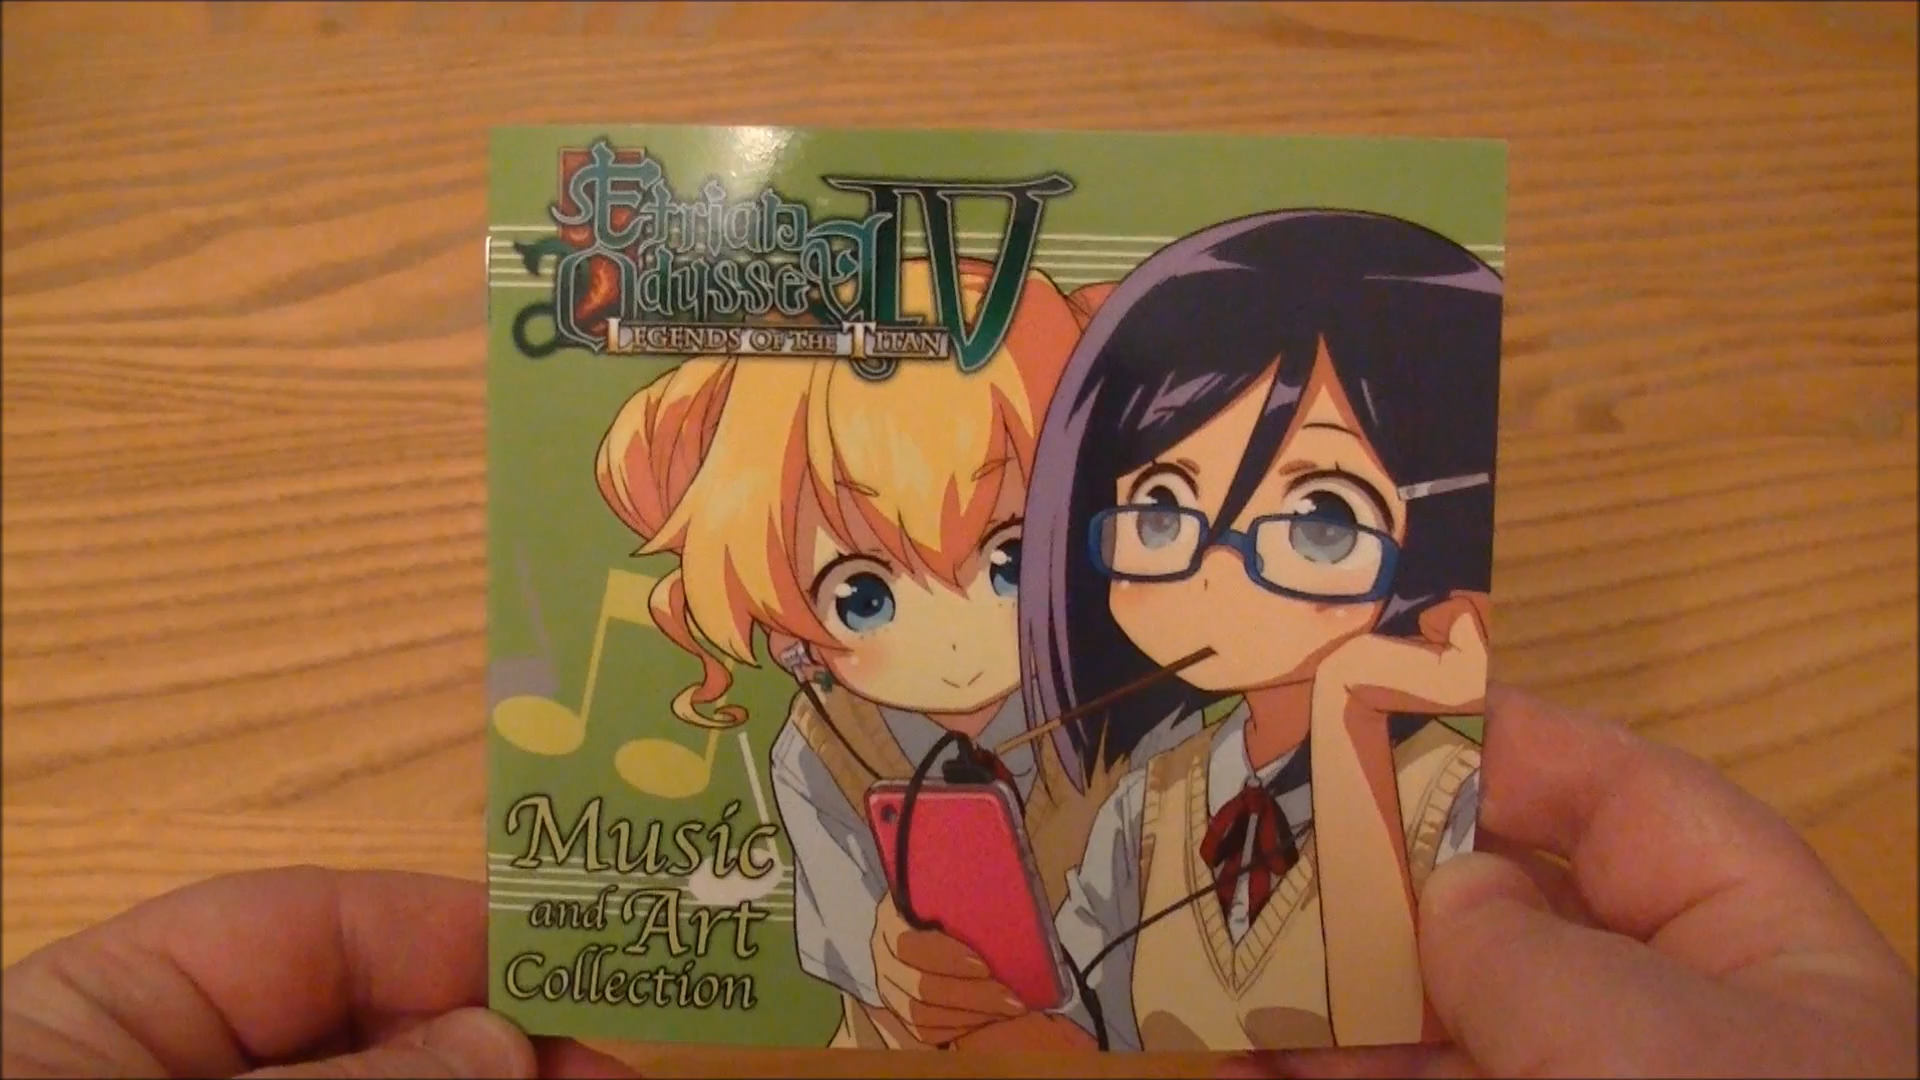 Etrian
Odyssey IV
LEGENDS OF THE TITAN
Music
and Art
Collection